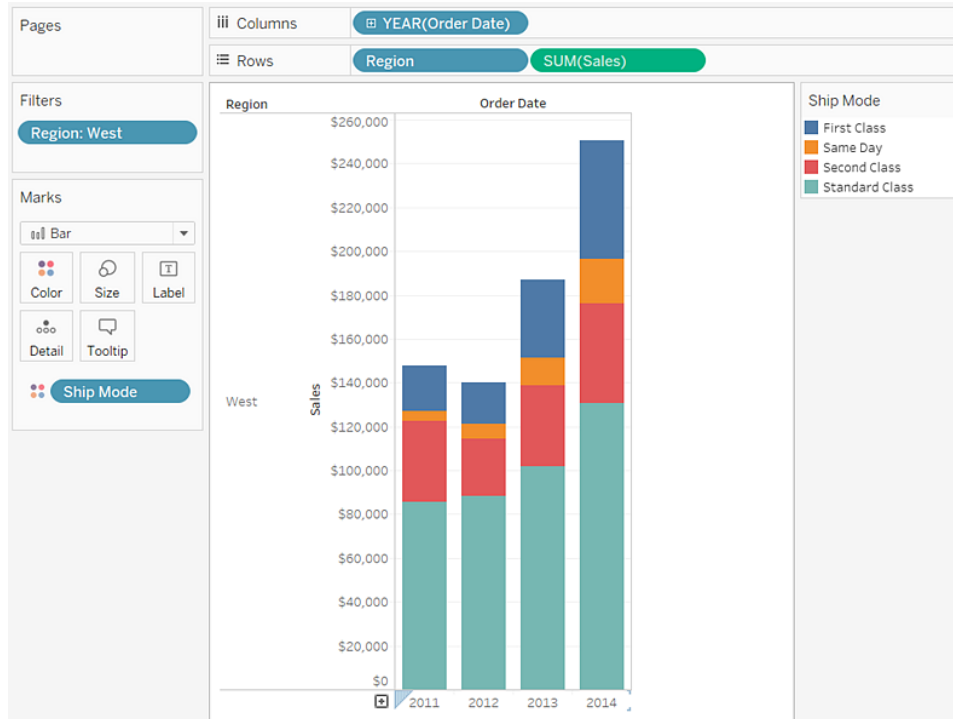 Pages
Columns
YEAR(Order Date)
Rows
Region
SUM(Sales)
Filters
Region: West
Marks
Bar
Color
Size
Label
Detail
Tooltip
Ship Mode
Region
Order Date
$260,000
$240,000
$220,000
$200,000
$180,000
$160,000
$140,000
$120,000
$100,000
$80,000
$60,000
$40,000
$20,000
$0
Sales
West
2011
2012
2013
2014
Ship Mode
First Class
Same Day
Second Class
Standard Class